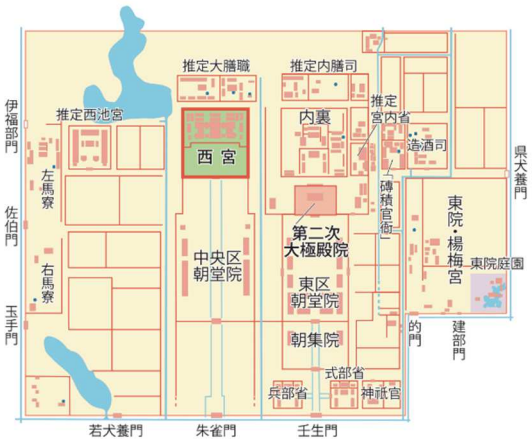 推定大膳職
推定内膳司
伊福部門
推定西池宮
西宮
内裏
推定
宮内省
造酒司
「磚積官衙」
県犬養門
左馬寮
佐伯門
右馬寮
玉手門
中央区
朝堂院
第二次
大極殿院
東区
朝堂院
朝集院
東院・楊梅宮
東院庭園
的門
建部門
兵部省
式部省
神祇官
若犬養門
朱雀門
壬生門